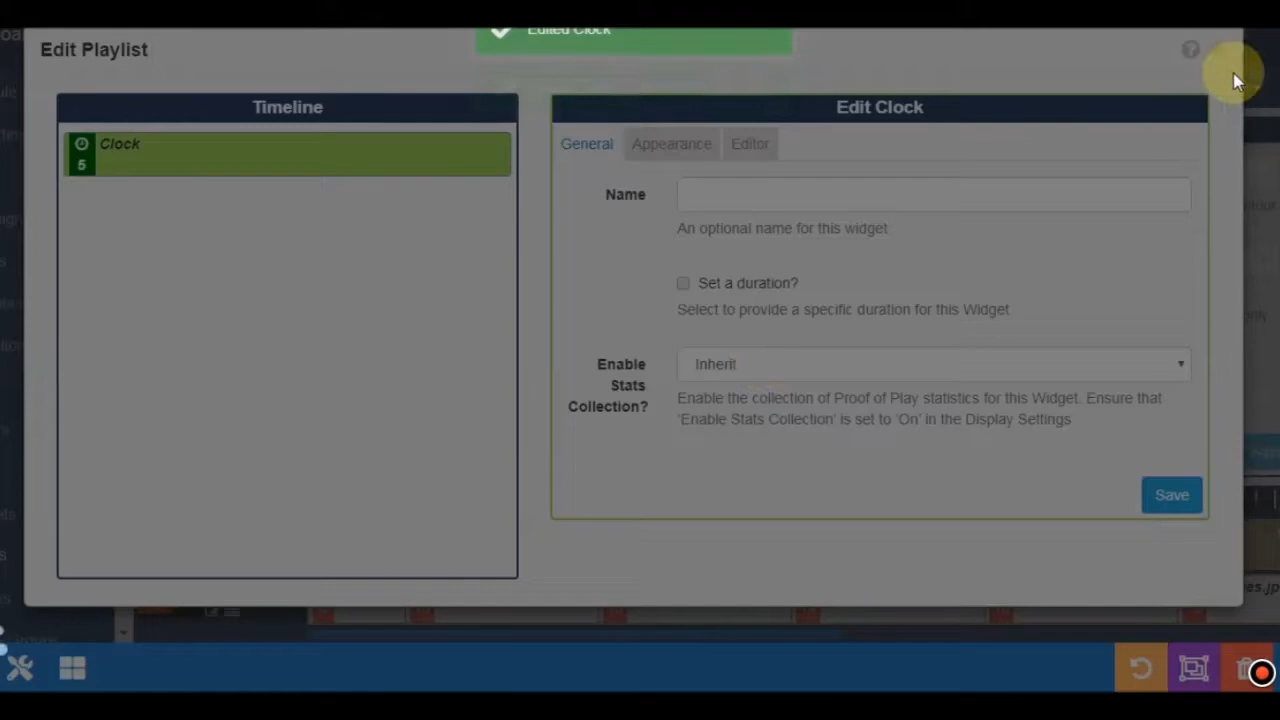 Edited Clock
Edit Playlist
?
Timeline
Clock
5
Edit Clock
General Appearance Editor
Name
An optional name for this widget
Set a duration?
Select to provide a specific duration for this Widget
Enable
Stats
Collection?
Inherit
Enable the collection of Proof of Play statistics for this Widget. Ensure that
'Enable Stats Collection' is set to 'On' in the Display Settings
Save
es.jp